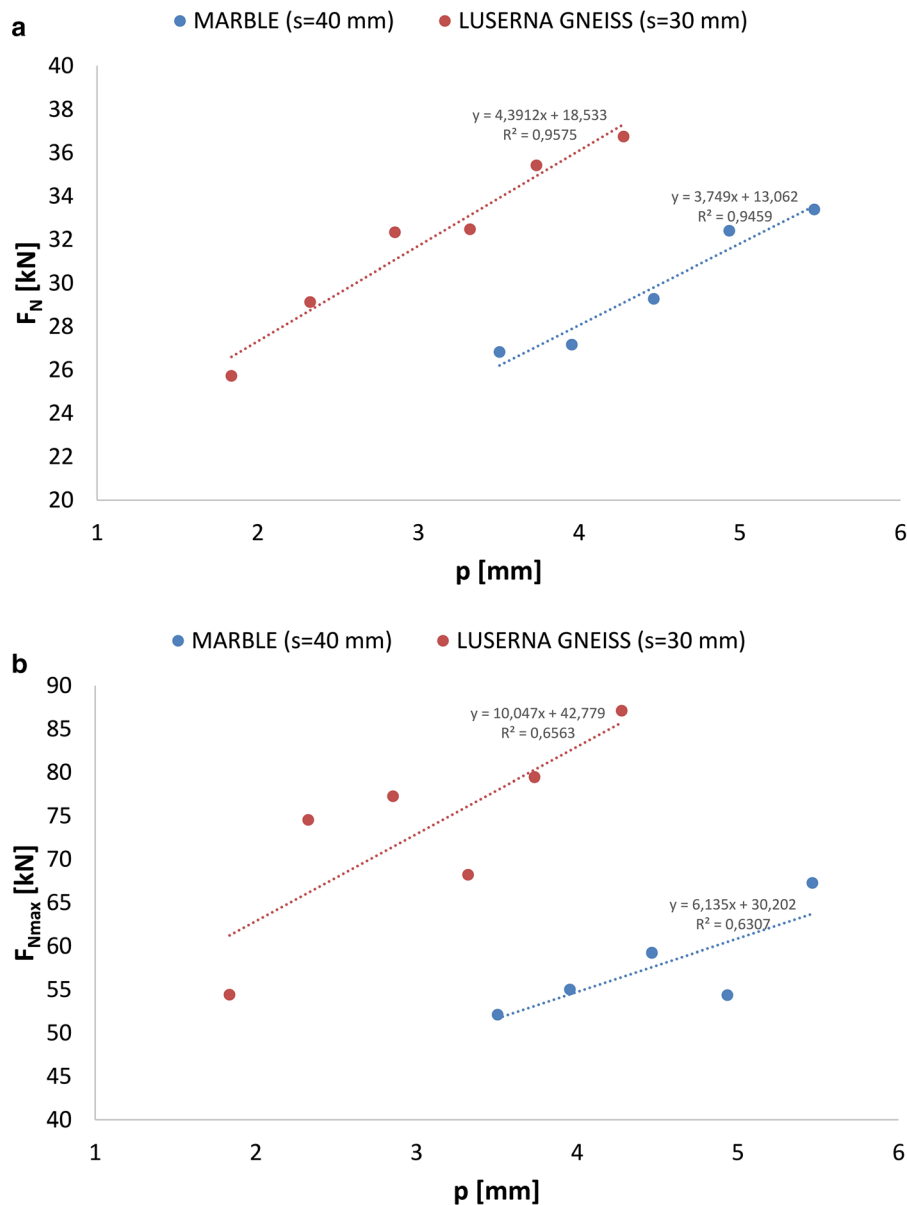 a
MARBLE (s=40 mm) LUSERNA GNEISS (s=30 mm)
40
38
36
34
32
30
28
26
24
22
20
F_N [kN]
y = 4,3912x + 18,533
R² = 0,9575
y = 3,749x + 13,062
R² = 0,9459
1 2 3 4 5 6
p [mm]
b
MARBLE (s=40 mm) LUSERNA GNEISS (s=30 mm)
90
85
80
75
70
65
60
55
50
45
40
F_Nmax [kN]
y = 10,047x + 42,779
R² = 0,6563
y = 6,135x + 30,202
R² = 0,6307
1 2 3 4 5 6
p [mm]